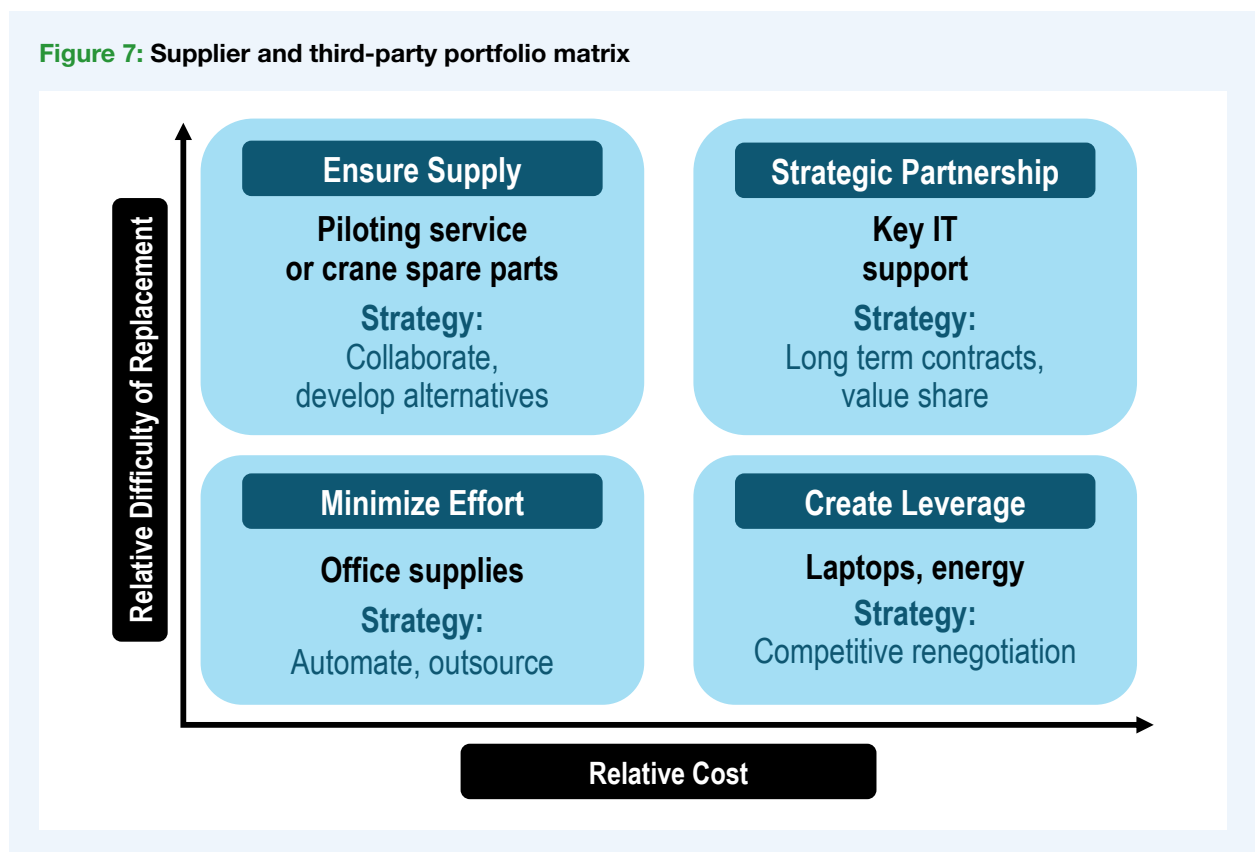 Figure 7: Supplier and third-party portfolio matrix
Relative Difficulty of Replacement
Ensure Supply
Piloting service
or crane spare parts
Strategy:
Collaborate,
develop alternatives
Strategic Partnership
Key IT
support
Strategy:
Long term contracts,
value share
Minimize Effort
Office supplies
Strategy:
Automate, outsource
Create Leverage
Laptops, energy
Strategy:
Competitive renegotiation
Relative Cost